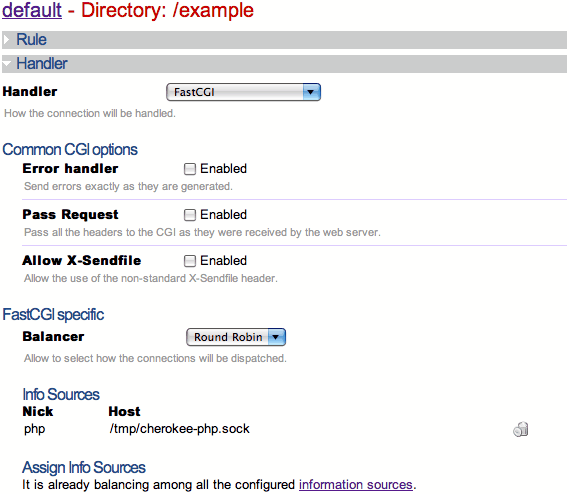 default - Directory: /example
Rule
Handler
Handler FastCGI
How the connection will be handled.
Common CGI options
Error handler Enabled
Send errors exactly as they are generated.
Pass Request Enabled
Pass all the headers to the CGI as they were received by the web server.
Allow X-Sendfile Enabled
Allow the use of the non-standard X-Sendfile header.
FastCGI specific
Balancer Round Robin
Allow to select how the connections will be dispatched.
Info Sources
Nick Host
php /tmp/cherokee-php.sock
Assign Info Sources
It is already balancing among all the configured information sources.